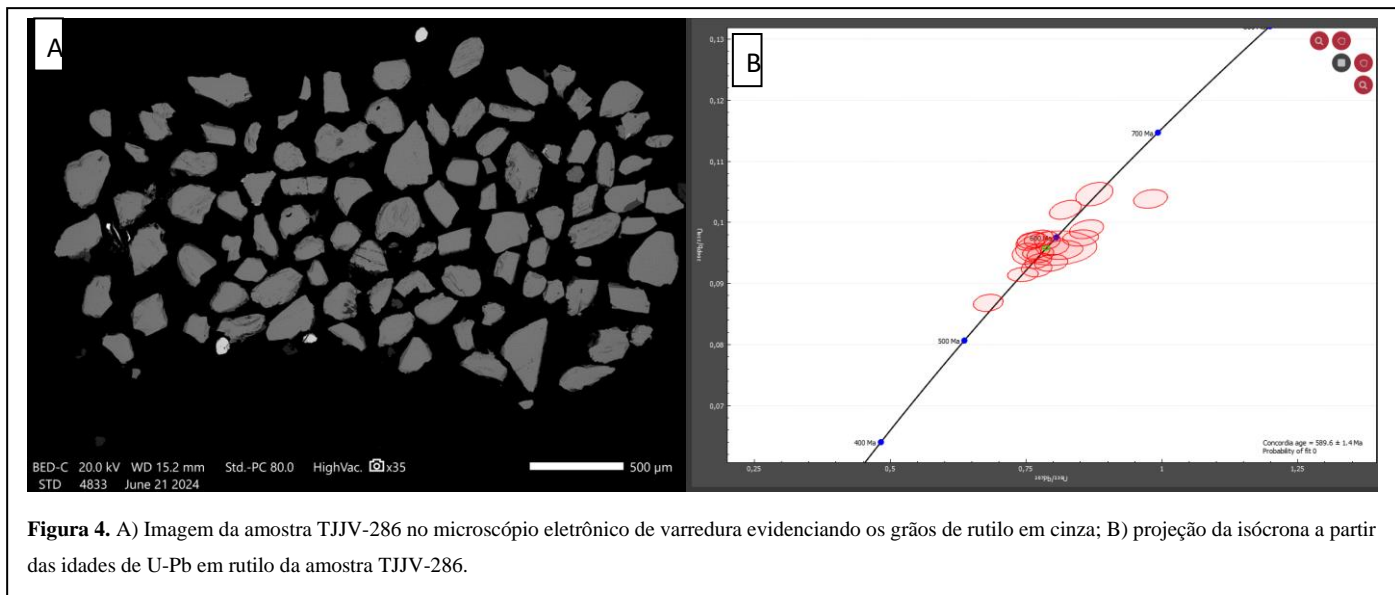 A
BED-C 20.0 kV WD 15.2 mm Std.-PC 80.0 HighVac. x35 500 µm
STD 4833 June 21 2024
B
0,13
0,12
0,11
0,1
0,09
0,08
0,07
700 Ma
600 Ma
500 Ma
400 Ma
0,25
0,5
0,75
1
1,25
Concordia age = 589.6 ± 1.4 Ma
Probability of fit 0
Figura 4. A) Imagem da amostra TJJV-286 no microscópio eletrônico de varredura evidenciando os grãos de rutilo em cinza; B) projeção da isócrona a partir
das idades de U-Pb em rutilo da amostra TJJV-286.